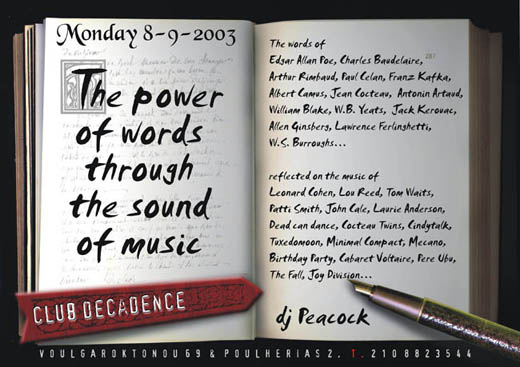 Monday 8-9-2003
The power
of words
through
the sound
of music
CLUB DECADENCE
287
The words of
Edgar Allan Poe, Charles Baudelaire,
Arthur Rimbaud, Paul Celan, Franz Kafka,
Albert Camus, Jean Cocteau, Antonin Artaud,
William Blake, W.B. Yeats, Jack Kerouac,
Allen Ginsberg, Lawrence Ferlinghetti,
W.S. Burroughs...
reflected on the music of
Leonard Cohen, Lou Reed, Tom Waits,
Patti Smith, John Cale, Laurie Anderson,
Dead can dance, Cocteau Twins, Cindytalk,
Tuxedomoon, Minimal Compact, Mecano,
Birthday Party, Cabaret Voltaire, Pere Ubu,
The Fall, Joy Division...
dj Peacock
VOULGAROKTONOU 69 & POULHERIAS 2, T. 2108823544